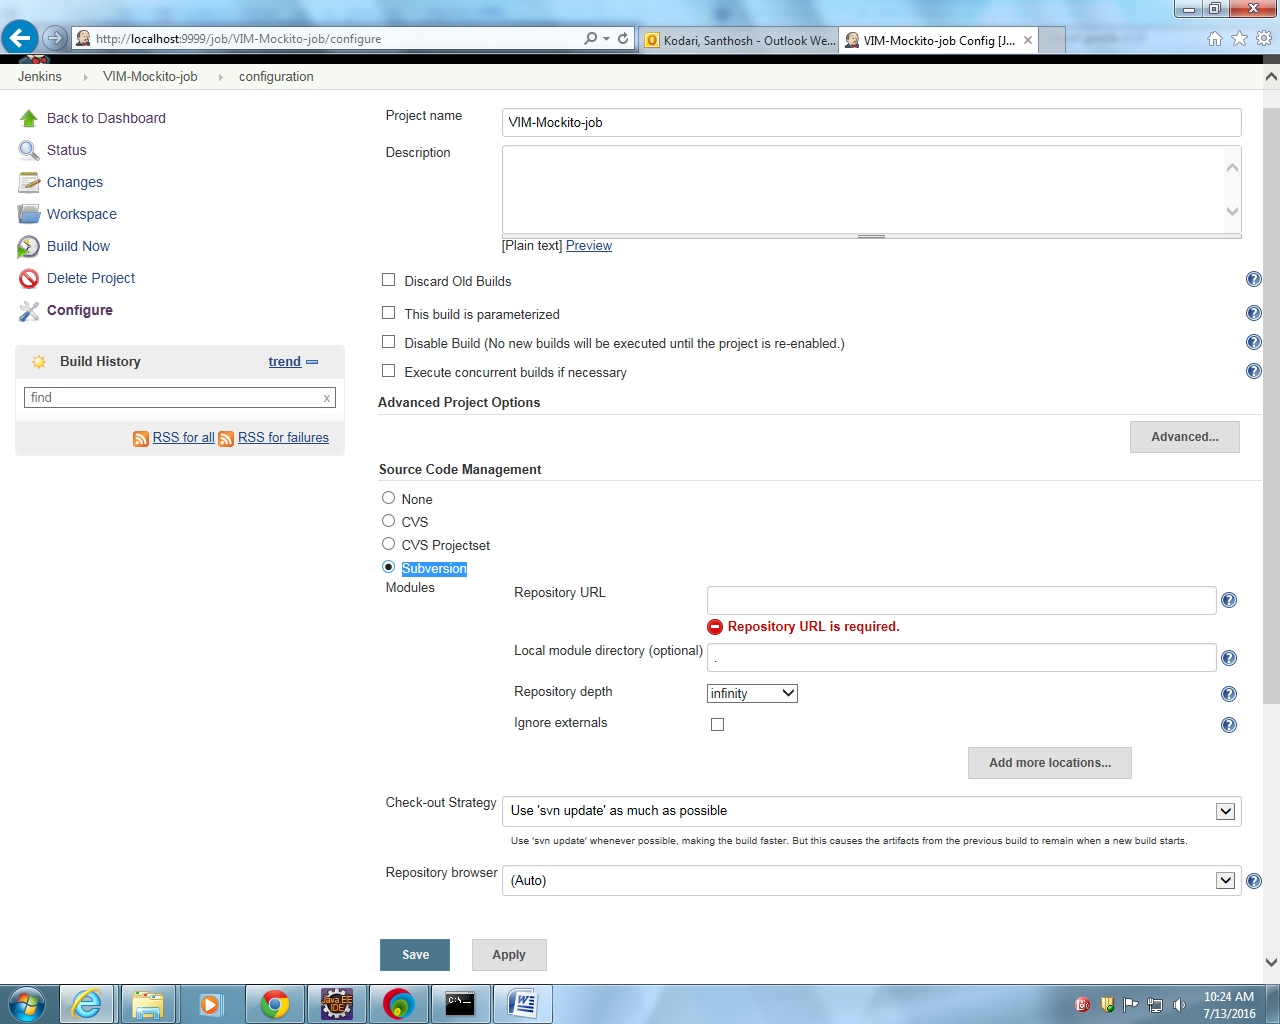 http://localhost:9999/job/VIM-Mockito-job/configure
Kodari, Santhosh - Outlook We...
VIM-Mockito-job Config [J...
Jenkins
VIM-Mockito-job
configuration
Back to Dashboard
Status
Changes
Workspace
Build Now
Delete Project
Configure
Build History
trend
find
x
RSS for all
RSS for failures
Project name
VIM-Mockito-job
Description
[Plain text] Preview
Discard Old Builds
This build is parameterized
Disable Build (No new builds will be executed until the project is re-enabled.)
Execute concurrent builds if necessary
Advanced Project Options
Advanced...
Source Code Management
None
CVS
CVS Projectset
Subversion
Modules
Repository URL
Repository URL is required.
Local module directory (optional)
.
Repository depth
infinity
Ignore externals
Add more locations...
Check-out Strategy
Use 'svn update' as much as possible
Use 'svn update' whenever possible, making the build faster. But this causes the artifacts from the previous build to remain when a new build starts.
Repository browser
(Auto)
Save
Apply
Java EE
IDE
C:\.
W
10:24 AM
7/13/2016